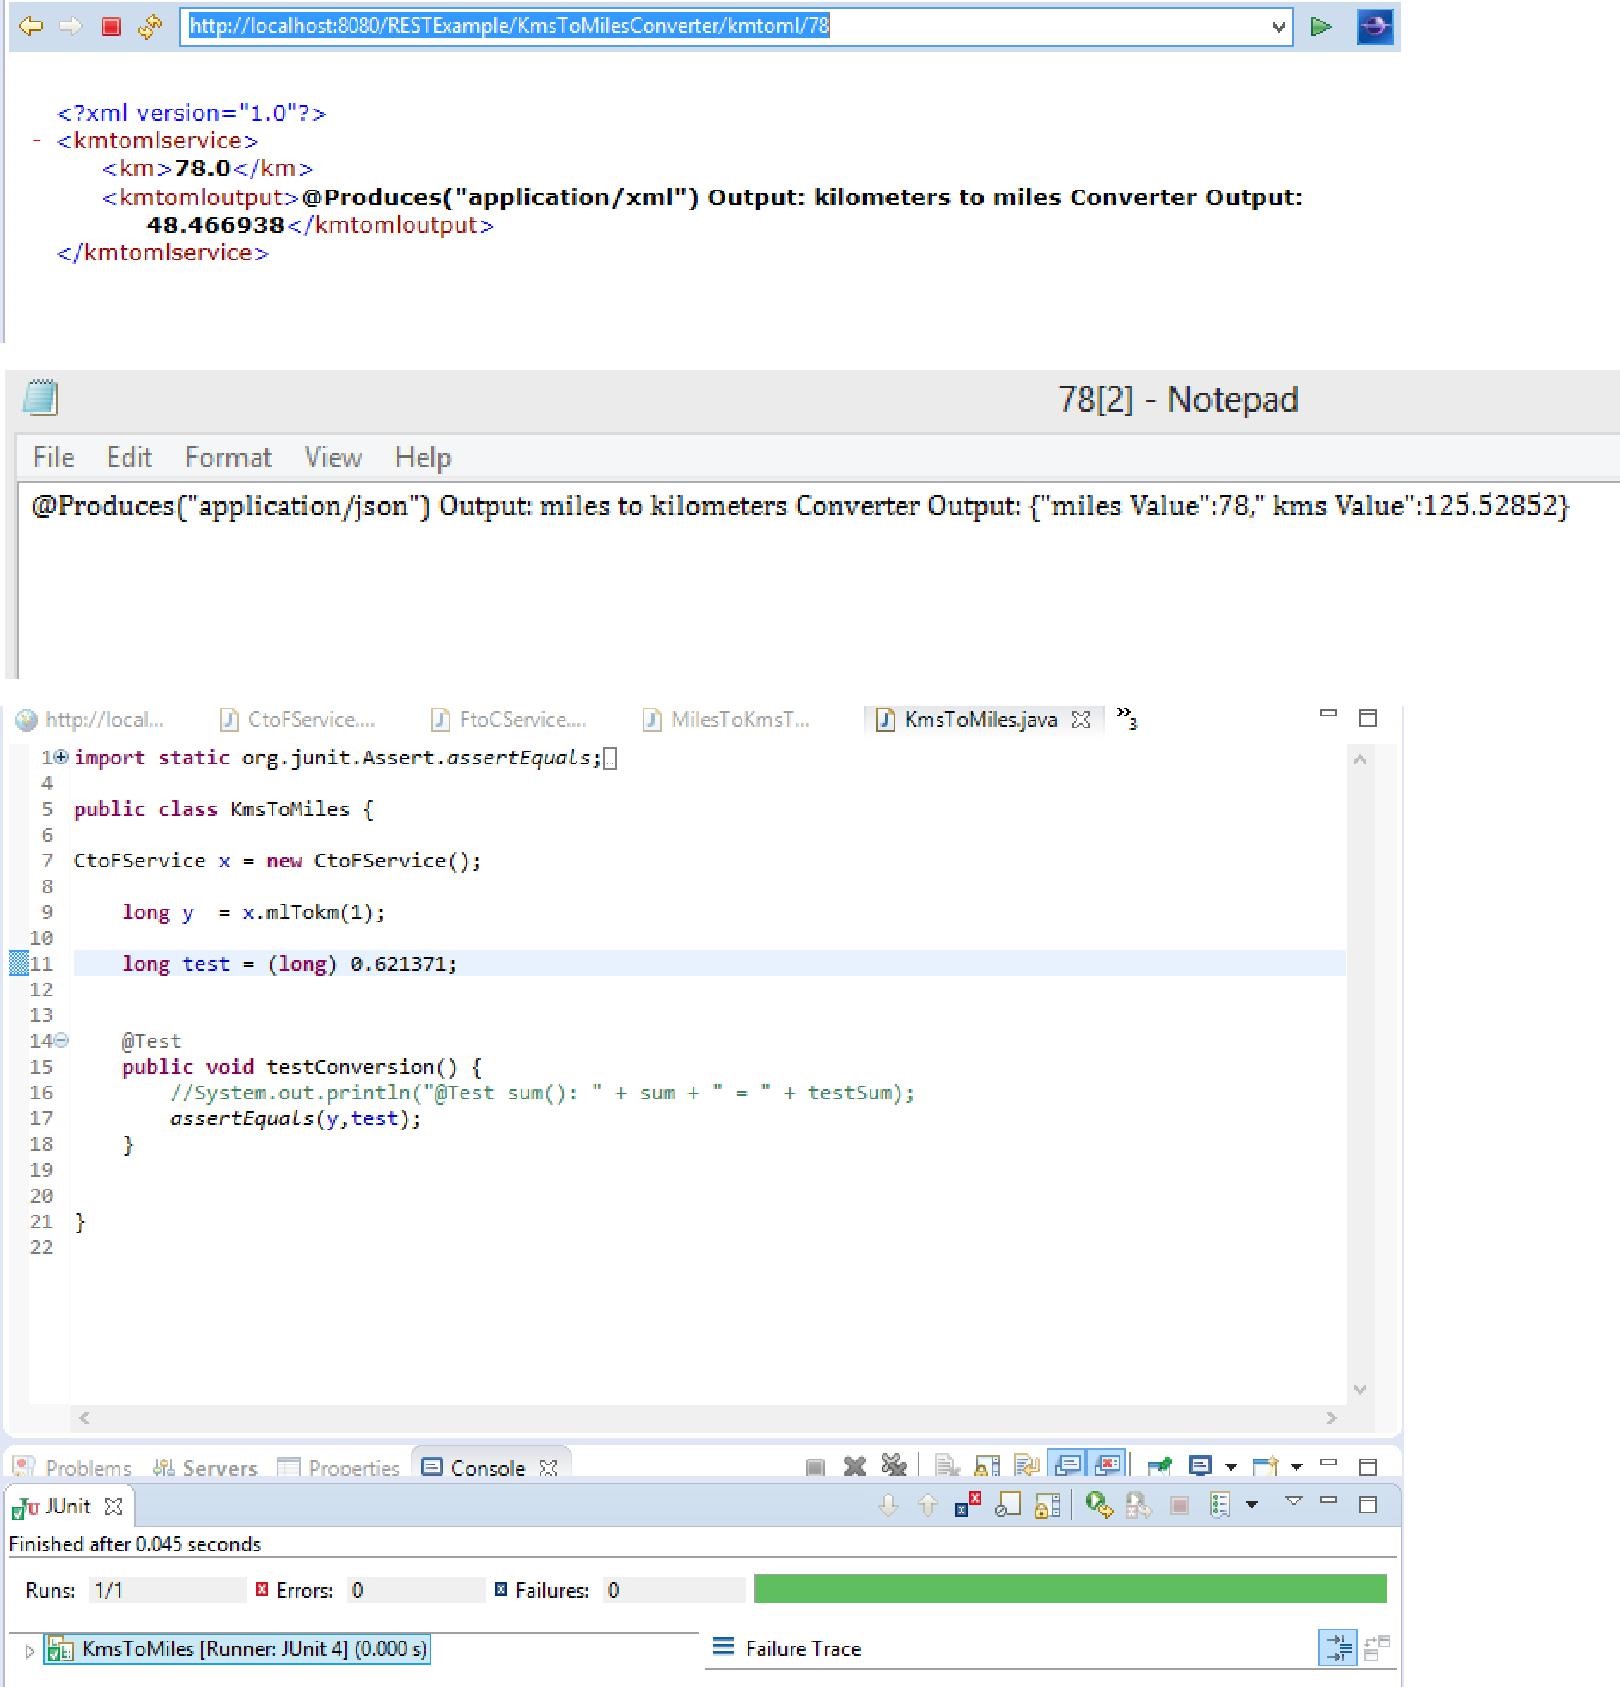 http://localhost:8080/RESTExample/KmsToMilesConverter/kmtoml/78
<?xml version="1.0"?>
- <kmtomlservice>
<km>78.0</km>
<kmtomloutput>@Produces("application/xml") Output: kilometers to miles Converter Output:
48.466938</kmtomloutput>
</kmtomlservice>
78[2] - Notepad
File Edit Format View Help
@Produces("application/json") Output: miles to kilometers Converter Output: {"miles Value":78," kms Value":125.52852}
http://local... CtoFService.... FtoCService.... MilesToKmsT... KmsToMiles.java »3
1 import static org.junit.Assert.assertEquals;
4
5 public class KmsToMiles {
6
7 CtoFService x = new CtoFService();
8
9 long y  = x.mlTokm(1);
10
11 long test = (long) 0.621371;
12
13
14 @Test
15 public void testConversion() {
16 //System.out.println("@Test sum(): " + sum + " = " + testSum);
17 assertEquals(y,test);
18 }
19
20
21 }
22
Problems Servers Properties Console
JUnit
Finished after 0.045 seconds
Runs: 1/1 Errors: 0 Failures: 0
KmsToMiles [Runner: JUnit 4] (0.000 s) Failure Trace